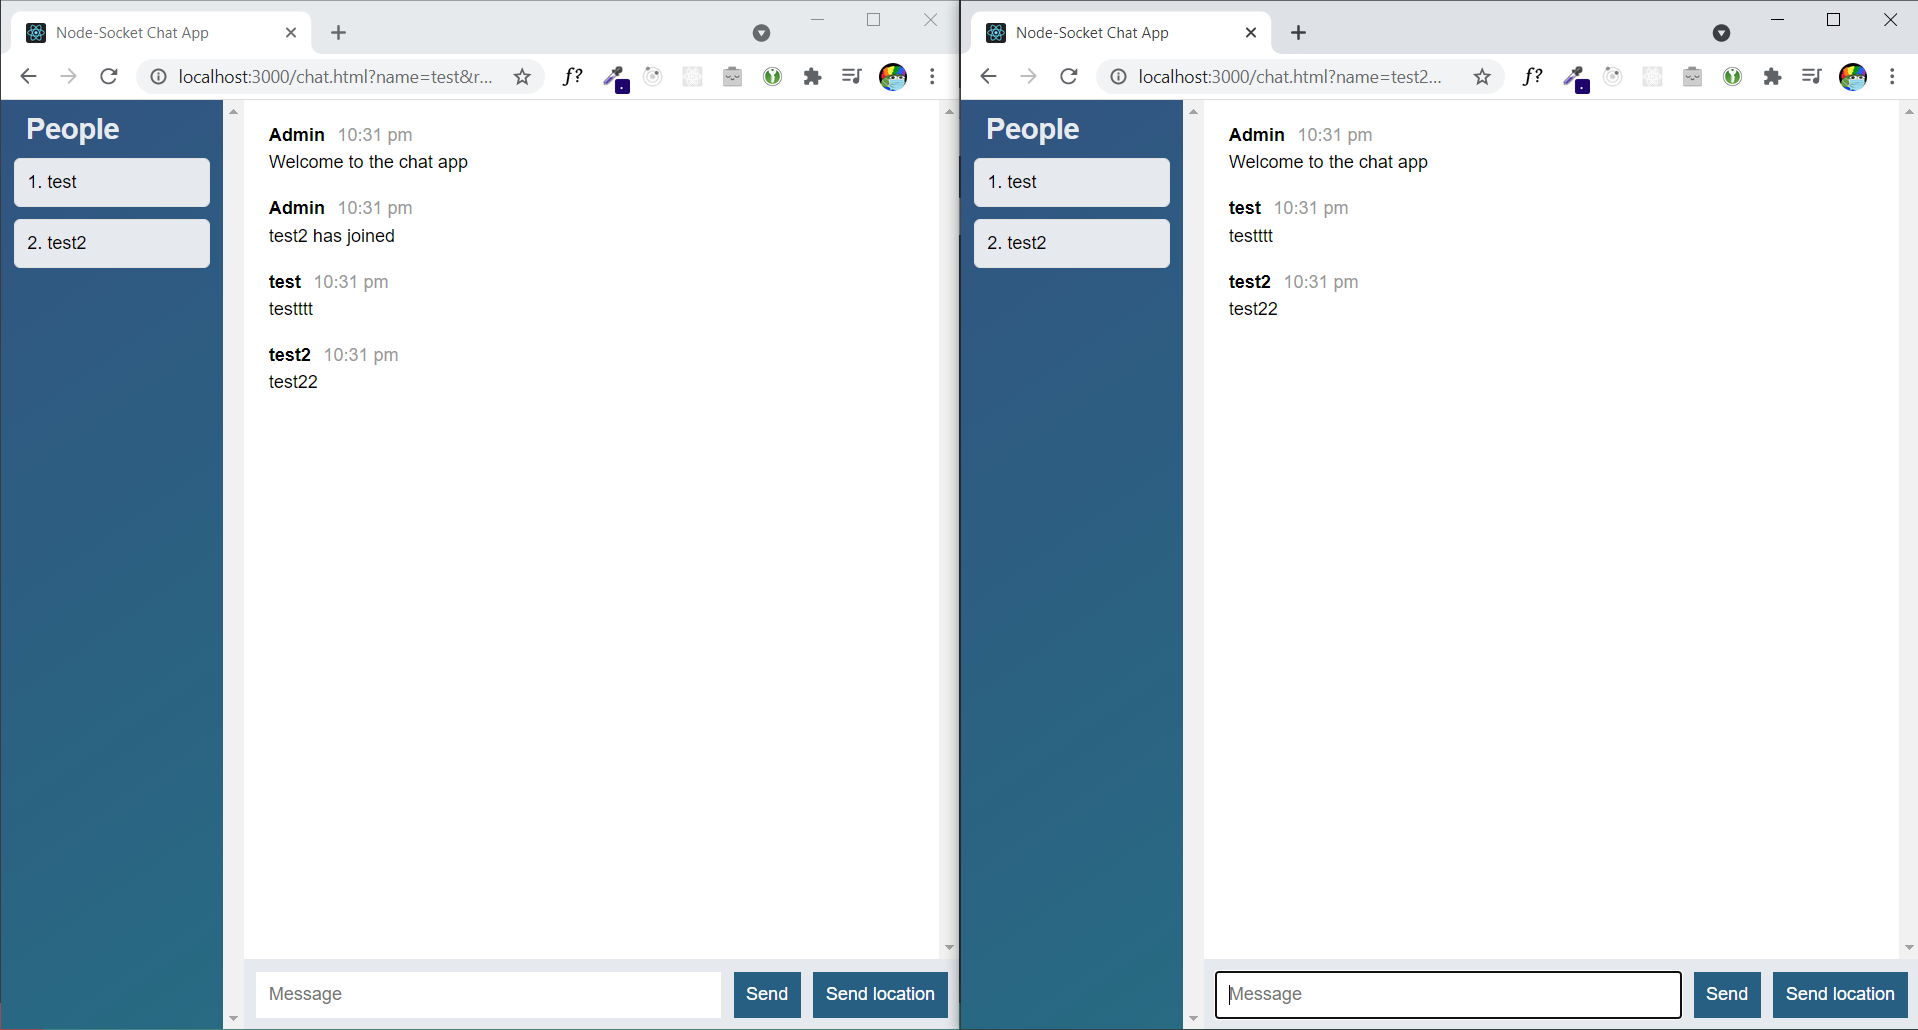 Node-Socket Chat App
localhost:3000/chat.html?name=test&r...
f?
People
1. test
2. test2
Admin 10:31 pm
Welcome to the chat app
Admin 10:31 pm
test2 has joined
test 10:31 pm
testttt
test2 10:31 pm
test22
Message
Send
Send location
Node-Socket Chat App
localhost:3000/chat.html?name=test2...
f?
People
1. test
2. test2
Admin 10:31 pm
Welcome to the chat app
test 10:31 pm
testttt
test2 10:31 pm
test22
Message
Send
Send location